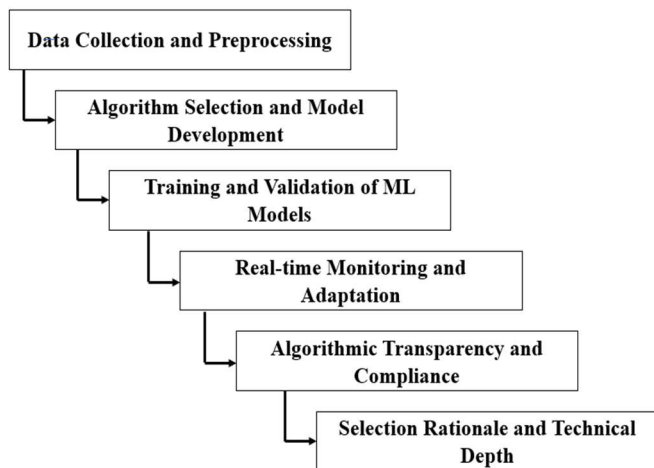 Data Collection and Preprocessing
Algorithm Selection and Model
Development
Training and Validation of ML
Models
Real-time Monitoring and
Adaptation
Algorithmic Transparency and
Compliance
Selection Rationale and Technical
Depth